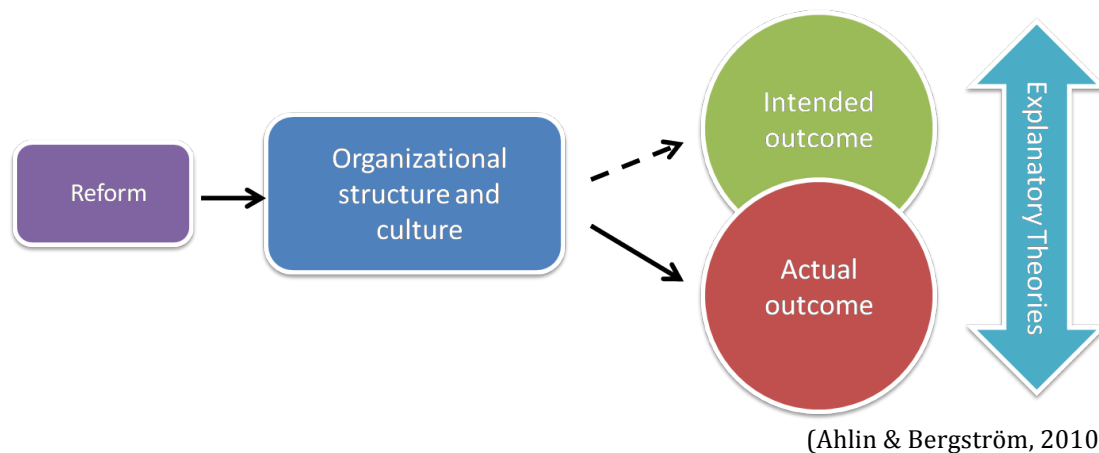 Reform
Organizational
structure and
culture
Intended
outcome
Actual
outcome
Explanatory Theories
(Ahlin & Bergström, 2010